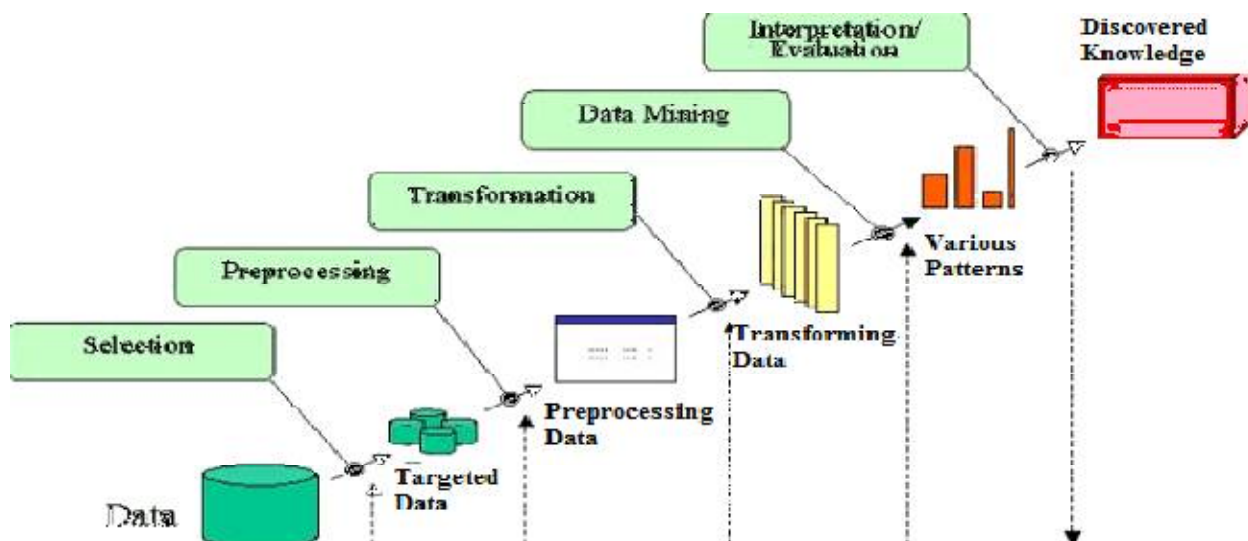 Interpretation/
Evaluation
Discovered
Knowledge
Data Mining
Transformation
Various
Patterns
Preprocessing
Transforming
Data
Selection
Preprocessing
Data
Targeted
Data
Data